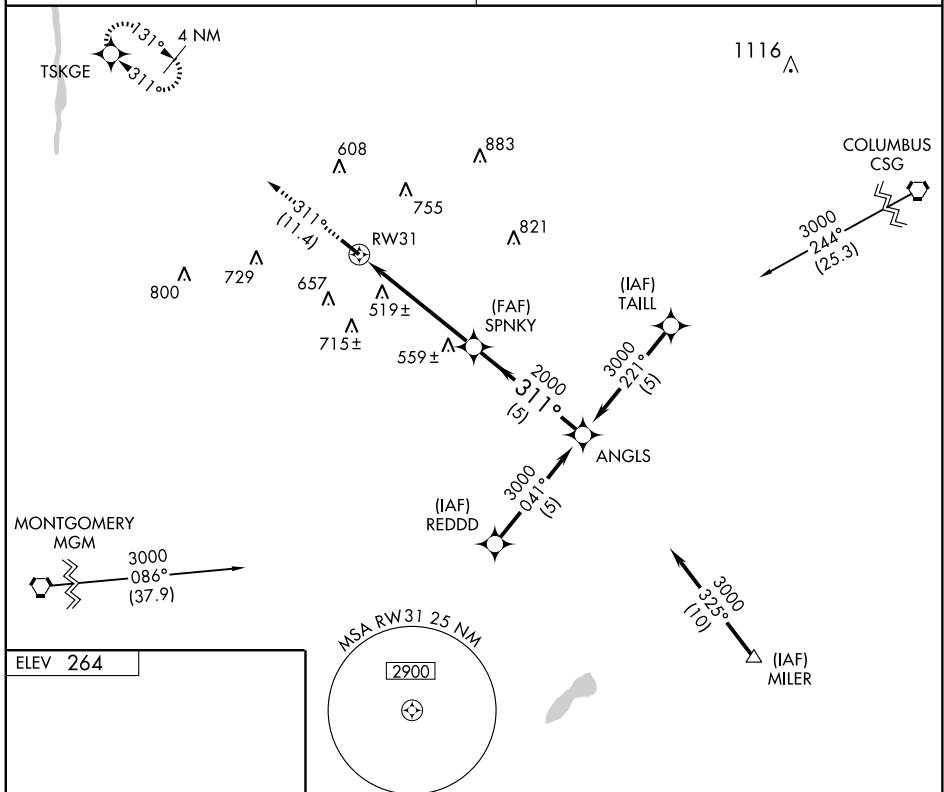 131°
4 NM
TSKGE
311°
1116
COLUMBUS
CSG
608
883
755
3000
244°
(25.3)
311°
(11.4)
RW31
821
729
800
657
519±
715±
559±
(FAF)
SPNKY
(IAF)
TAILL
3000
221°
(5)
2000
311°
(5)
ANGLS
3000
041°
(5)
(IAF)
REDDD
MONTGOMERY
MGM
3000
086°
(37.9)
3000
325°
(10)
(IAF)
MILER
MSA RW31 25 NM
2900
ELEV 264